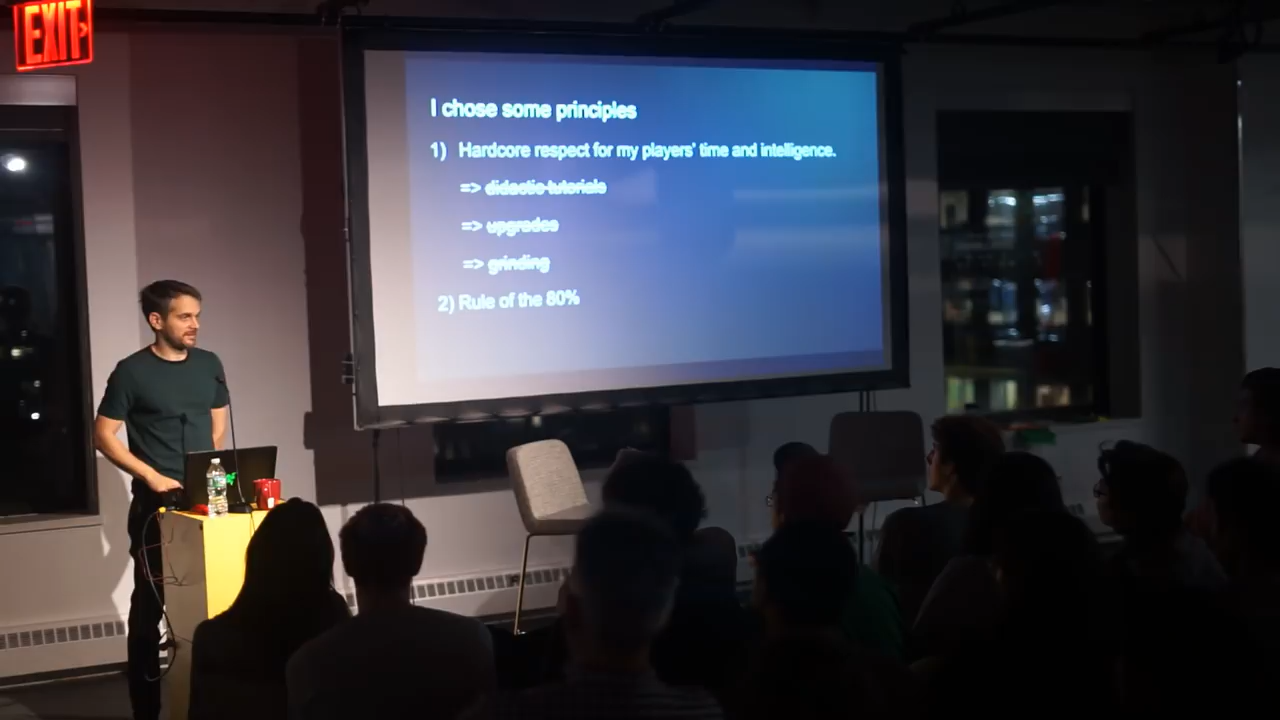 EXIT
I chose some principles
1) Hardcore respect for my players' time and intelligence.
=> didactic tutorials
=> upgrades
=> grinding
2) Rule of the 80%